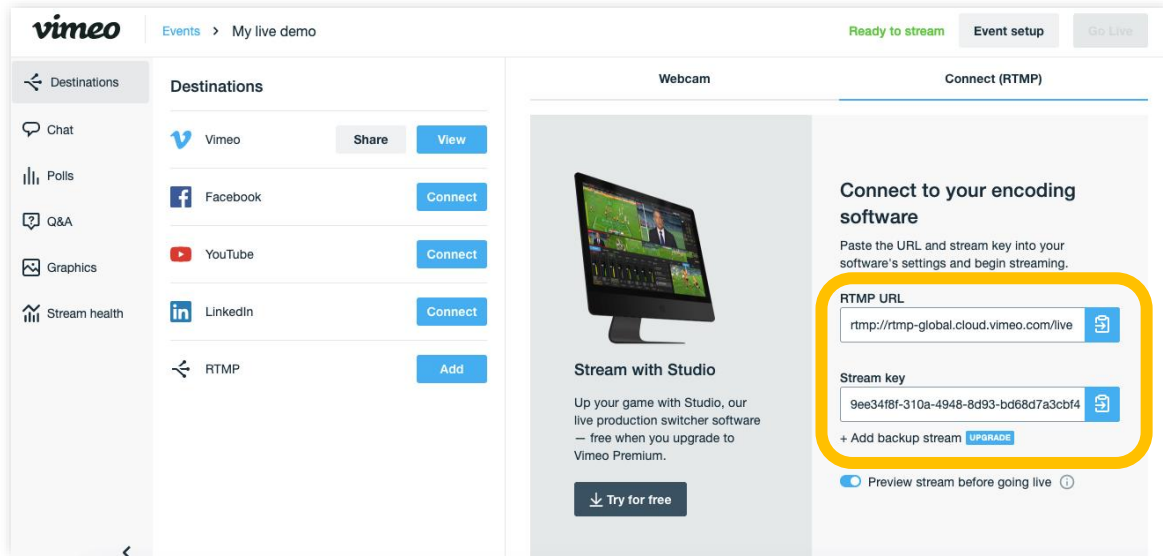 vimeo
Events > My live demo
Ready to stream
Event setup
Go Live
Destinations
Chat
Polls
Q&A
Graphics
Stream health
Destinations
Vimeo
Share
View
Facebook
Connect
YouTube
Connect
LinkedIn
Connect
RTMP
Add
Webcam
Connect (RTMP)
Stream with Studio
Up your game with Studio, our
live production switcher software
— free when you upgrade to
Vimeo Premium.
Try for free
Connect to your encoding
software
Paste the URL and stream key into your
software's settings and begin streaming.
RTMP URL
rtmp://rtmp-global.cloud.vimeo.com/live
Stream key
9ee34f8f-310a-4948-8d93-bd68d7a3cbf4
+ Add backup stream UPGRADE
Preview stream before going live